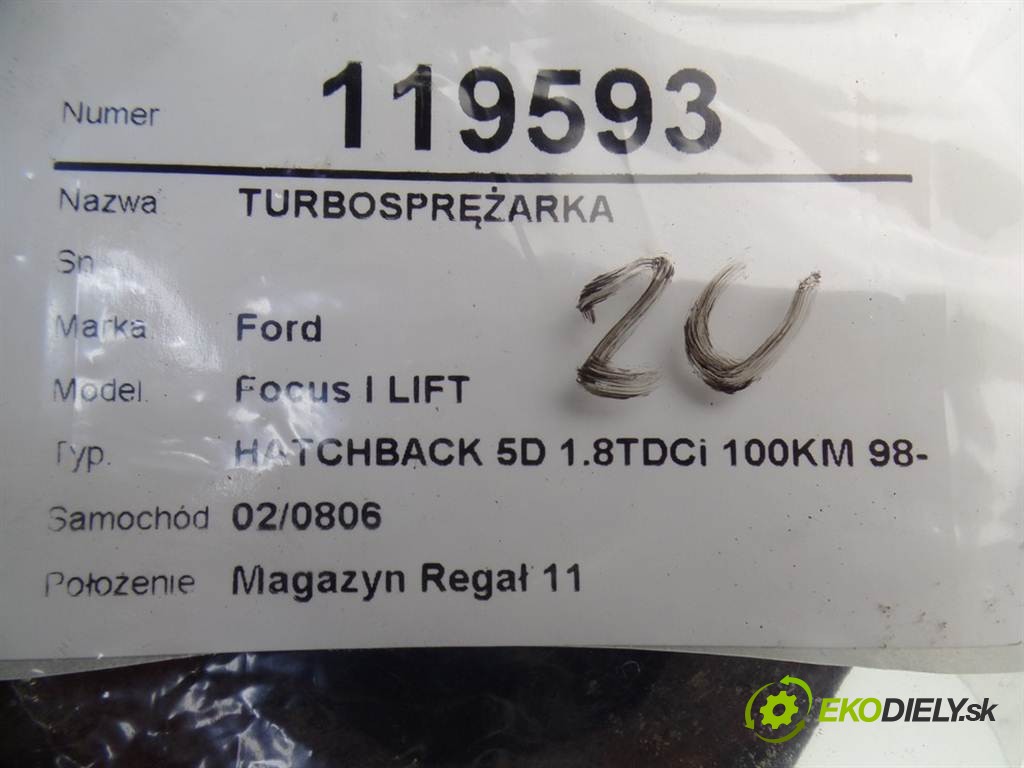 Numer 119593
Nazwa TURBOSPRĘŻARKA
Sn
Marka Ford
Model. Focus I LIFT
Typ. HATCHBACK 5D 1.8TDCi 100KM 98-
Samochód 02/0806
Położenie Magazyn Regał 11
EKODIELY.sk